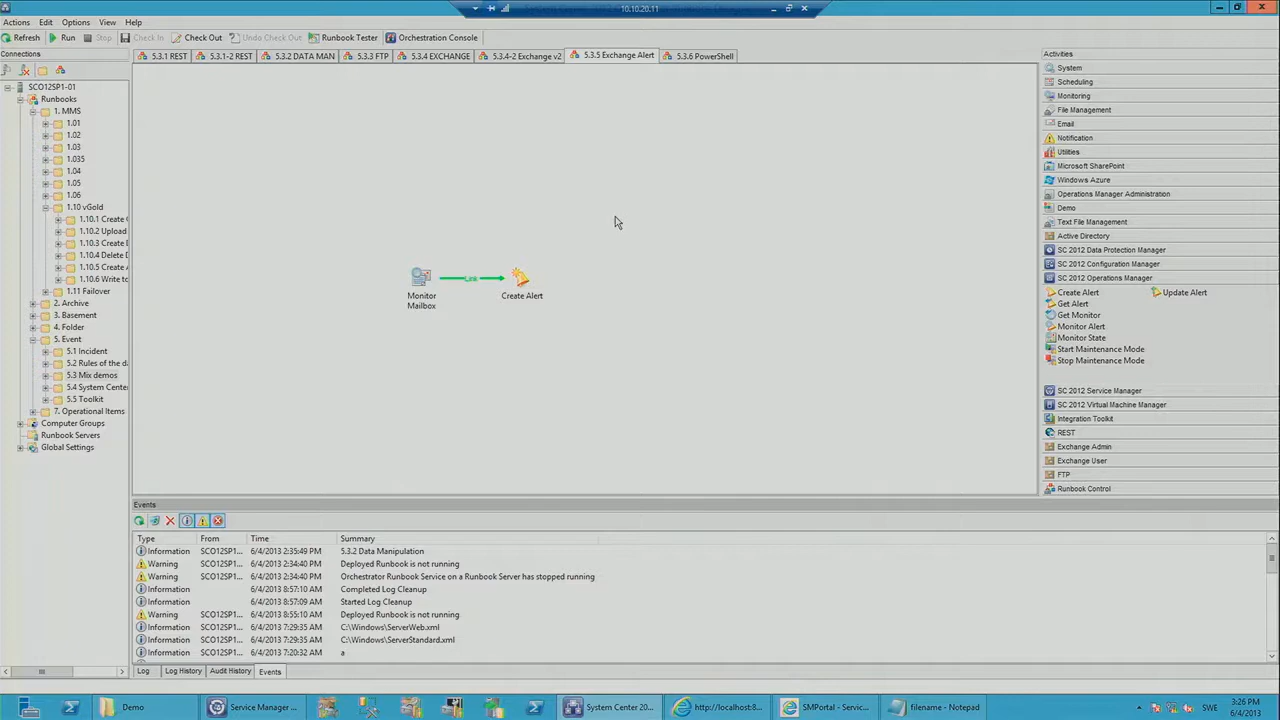 10.10.20.11
Actions Edit Options View Help
Refresh Run Stop Check In Check Out Undo Check Out Runbook Tester Orchestration Console
Connections
5.3.1 REST 5.3.1-2 REST 5.3.2 DATA MAN 5.3.3 FTP 5.3.4 EXCHANGE 5.3.4-2 Exchange v2 5.3.5 Exchange Alert 5.3.6 PowerShell
SCO12SP1-01
Runbooks
1. MMS
1.01
1.02
1.03
1.035
1.04
1.05
1.06
1.10 vGold
1.10.1 Create
1.10.2 Upload
1.10.3 Create
1.10.4 Delete
1.10.5 Create
1.10.6 Write to
1.11 Failover
2. Archive
3. Basement
4. Folder
5. Event
5.1 Incident
5.2 Rules of the da
5.3 Mix demos
5.4 System Center
5.5 Toolkit
7. Operational Items
Computer Groups
Runbook Servers
Global Settings
Link
Monitor
Mailbox
Create Alert
Activities
System
Scheduling
Monitoring
File Management
Email
Notification
Utilities
Microsoft SharePoint
Windows Azure
Operations Manager Administration
Demo
Text File Management
Active Directory
SC 2012 Data Protection Manager
SC 2012 Configuration Manager
SC 2012 Operations Manager
Create Alert Update Alert
Get Alert
Get Monitor
Monitor Alert
Monitor State
Start Maintenance Mode
Stop Maintenance Mode
SC 2012 Service Manager
SC 2012 Virtual Machine Manager
Integration Toolkit
REST
Exchange Admin
Exchange User
FTP
Runbook Control
Events
Type From Time Summary
Information SCO12SP1... 6/4/2013 2:35:49 PM 5.3.2 Data Manipulation
Warning SCO12SP1... 6/4/2013 2:34:40 PM Deployed Runbook is not running
Warning SCO12SP1... 6/4/2013 2:34:40 PM Orchestrator Runbook Service on a Runbook Server has stopped running
Information 6/4/2013 8:57:10 AM Completed Log Cleanup
Information 6/4/2013 8:57:09 AM Started Log Cleanup
Warning SCO12SP1... 6/4/2013 8:55:10 AM Deployed Runbook is not running
Information SCO12SP1... 6/4/2013 7:29:35 AM C:\Windows\ServerWeb.xml
Information SCO12SP1... 6/4/2013 7:29:35 AM C:\Windows\ServerStandard.xml
Information SCO12SP1... 6/4/2013 7:20:32 AM a
Log Log History Audit History Events
Demo Service Manager ... System Center 20... http://localhost:8... SMPortal - Servic... filename - Notepad SWE 3:26 PM
6/4/2013